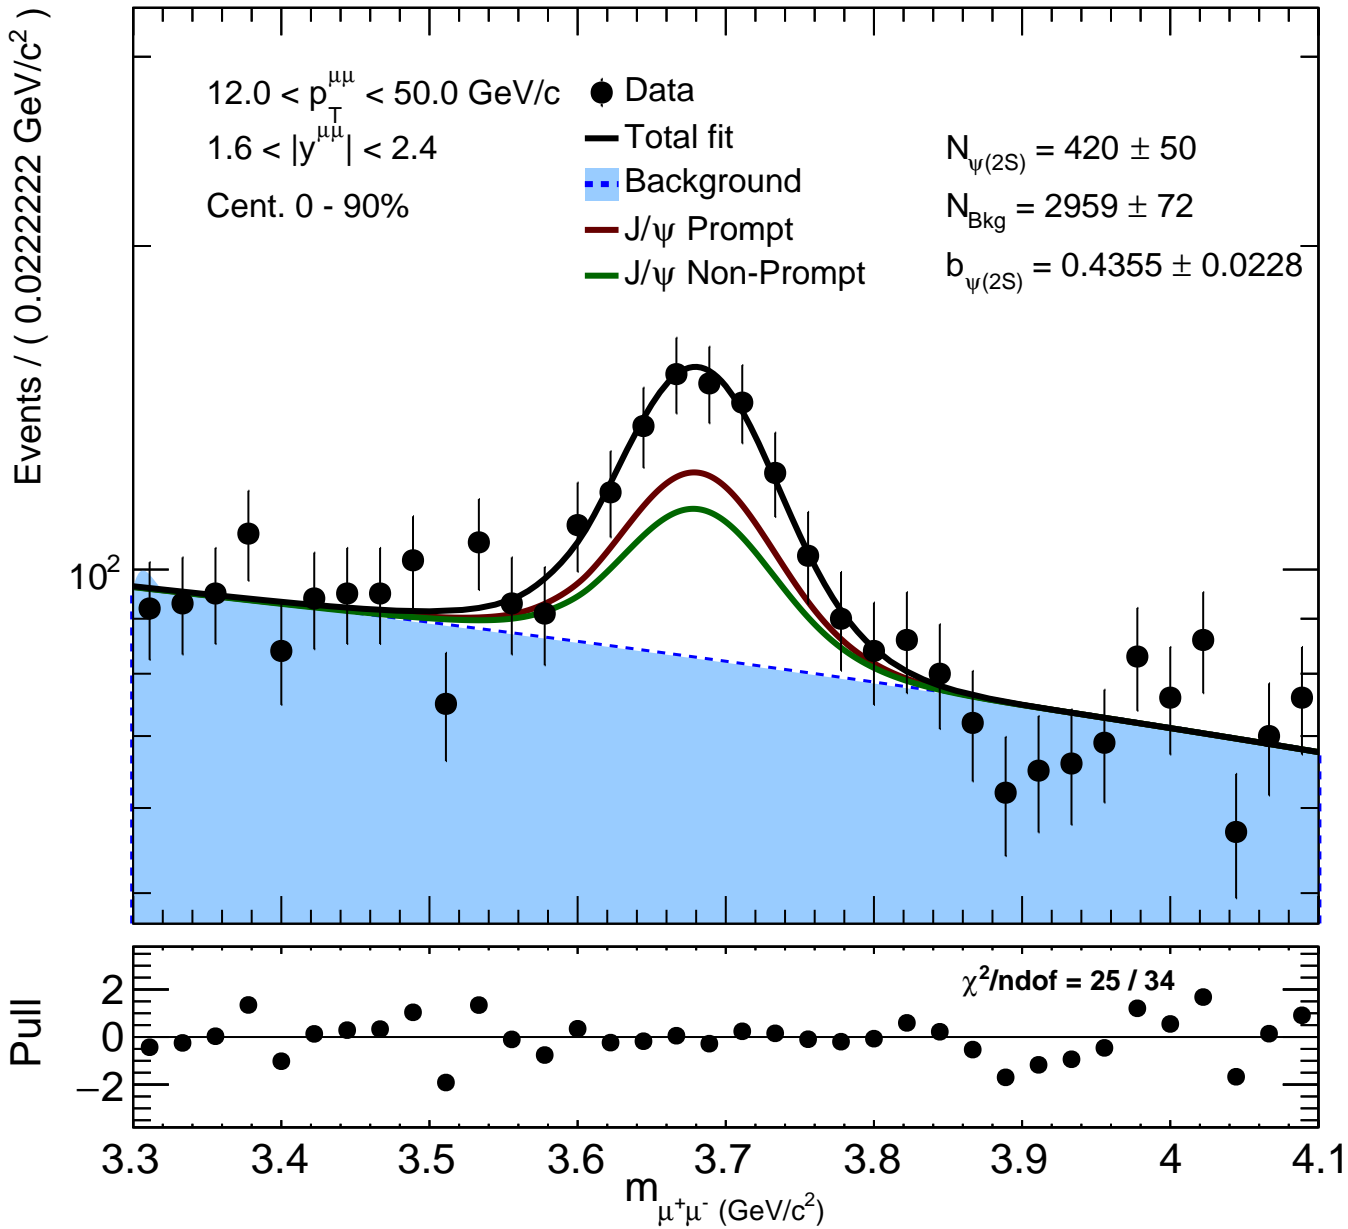 Events / ( 0.0222222 GeV/c²)
12.0 < p_T^μμ < 50.0 GeV/c
1.6 < |y^μμ| < 2.4
Cent. 0 - 90%
Data
Total fit
Background
J/ψ Prompt
J/ψ Non-Prompt
N_ψ(2S) = 420 ± 50
N_Bkg = 2959 ± 72
b_ψ(2S) = 0.4355 ± 0.0228
10²
Pull
χ²/ndof = 25 / 34
2
0
−2
3.3 3.4 3.5 3.6 3.7 3.8 3.9 4 4.1
m_μ⁺μ⁻ (GeV/c²)